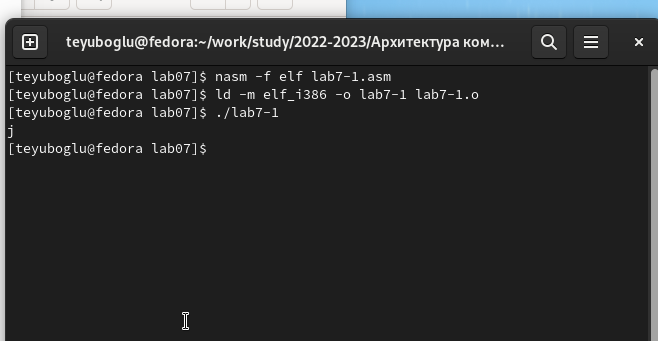 teyuboglu@fedora:~/work/study/2022-2023/Архитектура ком...
[teyuboglu@fedora lab07]$ nasm -f elf lab7-1.asm
[teyuboglu@fedora lab07]$ ld -m elf_i386 -o lab7-1 lab7-1.o
[teyuboglu@fedora lab07]$ ./lab7-1
j
[teyuboglu@fedora lab07]$